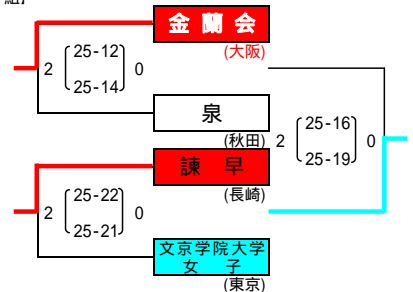 組】
金 蘭 会
(大阪)
2 25-12 0
25-14
泉
(秋田)
2 25-16 0
25-19
諫 早
(長崎)
2 25-22 0
25-21
文京学院大学
女 子
(東京)